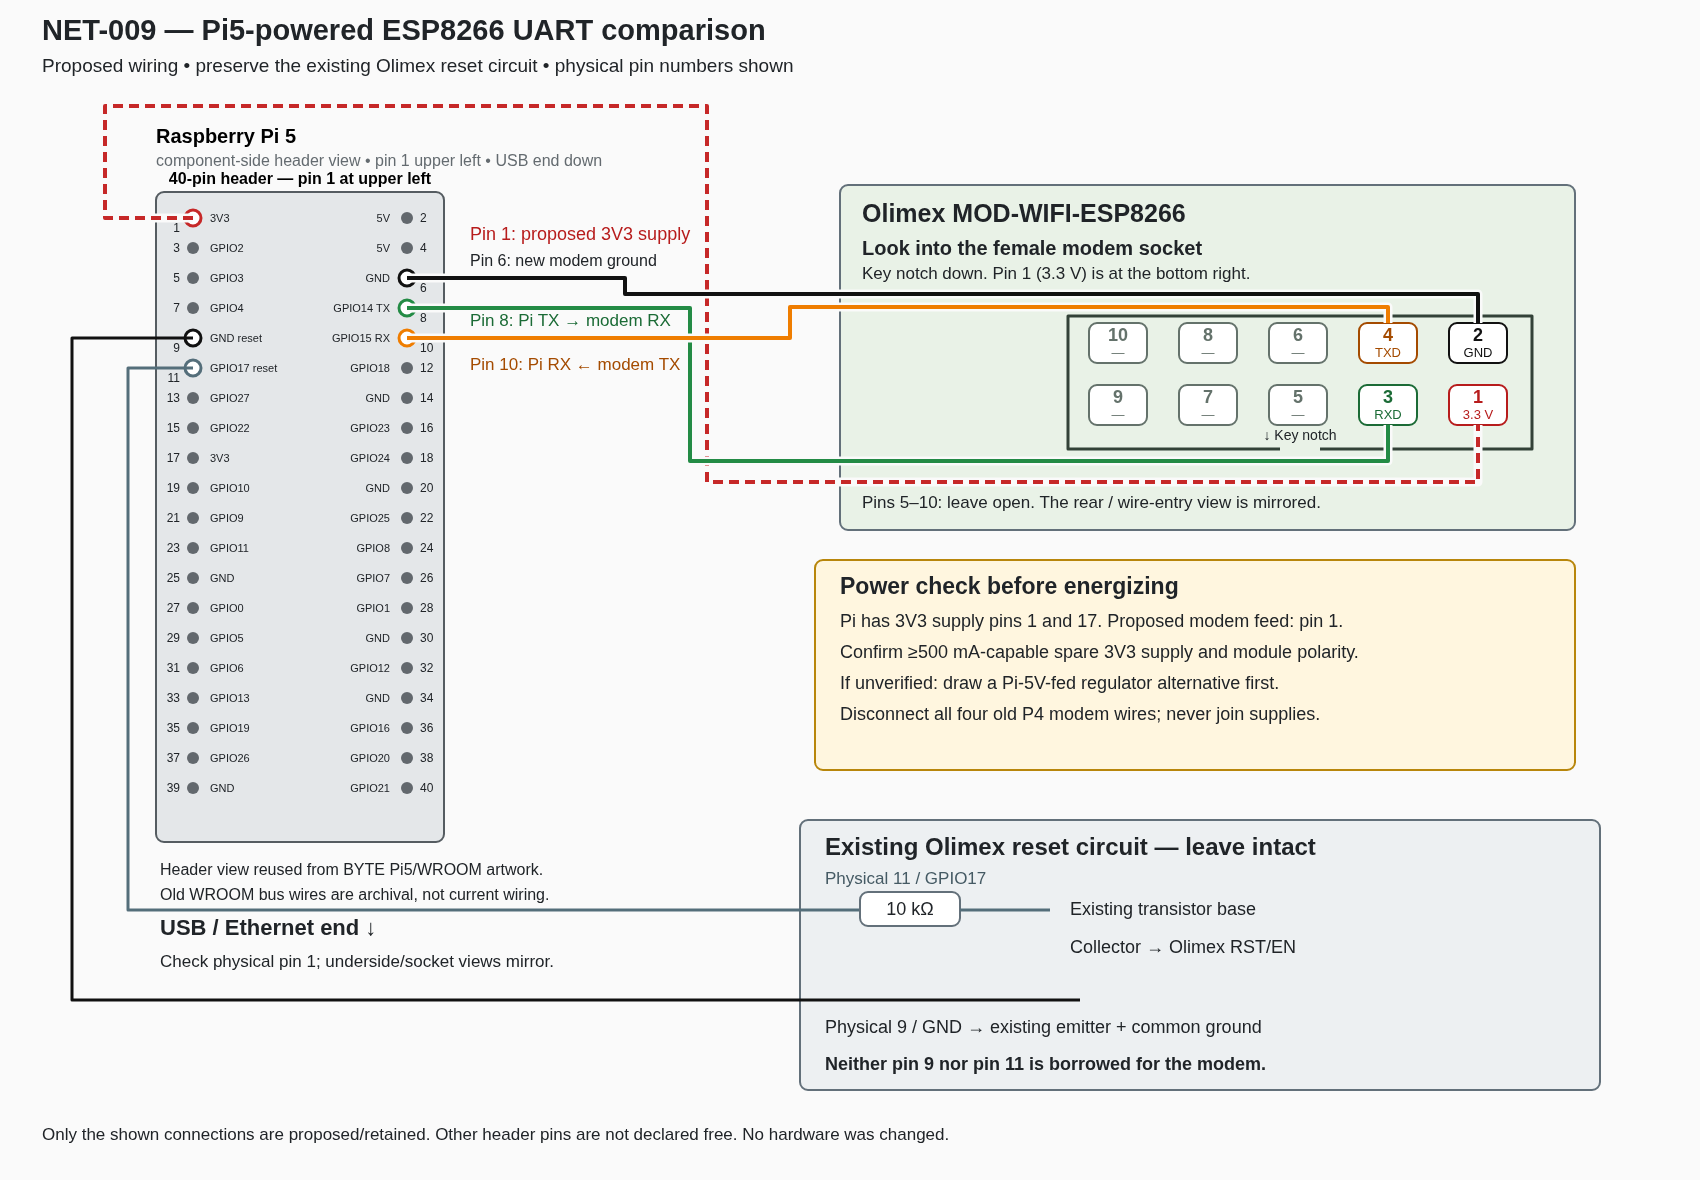 NET-009 — Pi5-powered ESP8266 UART comparison
Proposed wiring • preserve the existing Olimex reset circuit • physical pin numbers shown
Raspberry Pi 5
component-side header view • pin 1 upper left • USB end down
40-pin header — pin 1 at upper left
1 3V3 5V 2
3 GPIO2 5V 4
5 GPIO3 GND 6
7 GPIO4 GPIO14 TX 8
9 GND reset GPIO15 RX 10
11 GPIO17 reset GPIO18 12
13 GPIO27 GND 14
15 GPIO22 GPIO23 16
17 3V3 GPIO24 18
19 GPIO10 GND 20
21 GPIO9 GPIO25 22
23 GPIO11 GPIO8 24
25 GND GPIO7 26
27 GPIO0 GPIO1 28
29 GPIO5 GND 30
31 GPIO6 GPIO12 32
33 GPIO13 GND 34
35 GPIO19 GPIO16 36
37 GPIO26 GPIO20 38
39 GND GPIO21 40
Pin 1: proposed 3V3 supply
Pin 6: new modem ground
Pin 8: Pi TX → modem RX
Pin 10: Pi RX ← modem TX
Olimex MOD-WIFI-ESP8266
Look into the female modem socket
Key notch down. Pin 1 (3.3 V) is at the bottom right.
10 8 6 4 2
— — — TXD GND
9 7 5 3 1
— — — RXD 3.3 V
↓ Key notch
Pins 5–10: leave open. The rear / wire-entry view is mirrored.
Power check before energizing
Pi has 3V3 supply pins 1 and 17. Proposed modem feed: pin 1.
Confirm ≥500 mA-capable spare 3V3 supply and module polarity.
If unverified: draw a Pi-5V-fed regulator alternative first.
Disconnect all four old P4 modem wires; never join supplies.
Header view reused from BYTE Pi5/WROOM artwork.
Old WROOM bus wires are archival, not current wiring.
USB / Ethernet end ↓
Check physical pin 1; underside/socket views mirror.
Existing Olimex reset circuit — leave intact
Physical 11 / GPIO17
10 kΩ Existing transistor base
Collector → Olimex RST/EN
Physical 9 / GND → existing emitter + common ground
Neither pin 9 nor pin 11 is borrowed for the modem.
Only the shown connections are proposed/retained. Other header pins are not declared free. No hardware was changed.